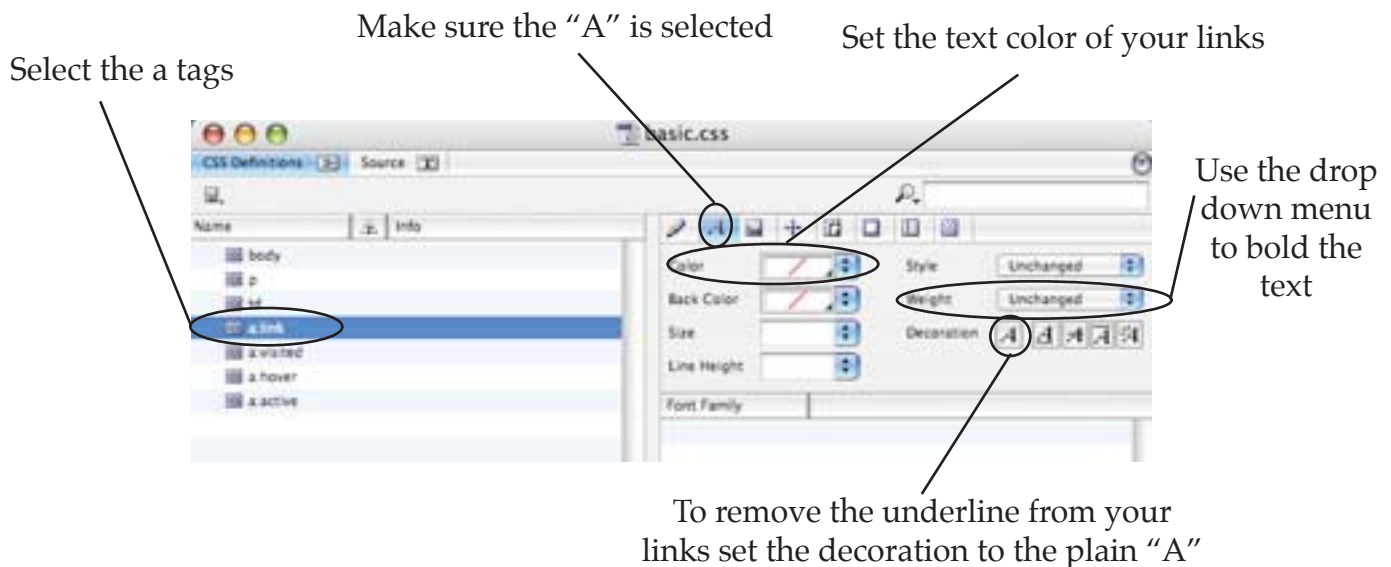 Make sure the “A” is selected
Set the text color of your links
Select the a tags
basic.css
CSS Definitions
Source
Name
Info
body
p
td
a:link
a:visited
a:hover
a:active
Color
Back Color
Size
Line Height
Font Family
Style
Unchanged
Weight
Unchanged
Decoration
Use the drop
down menu
to bold the
text
To remove the underline from your
links set the decoration to the plain “A”